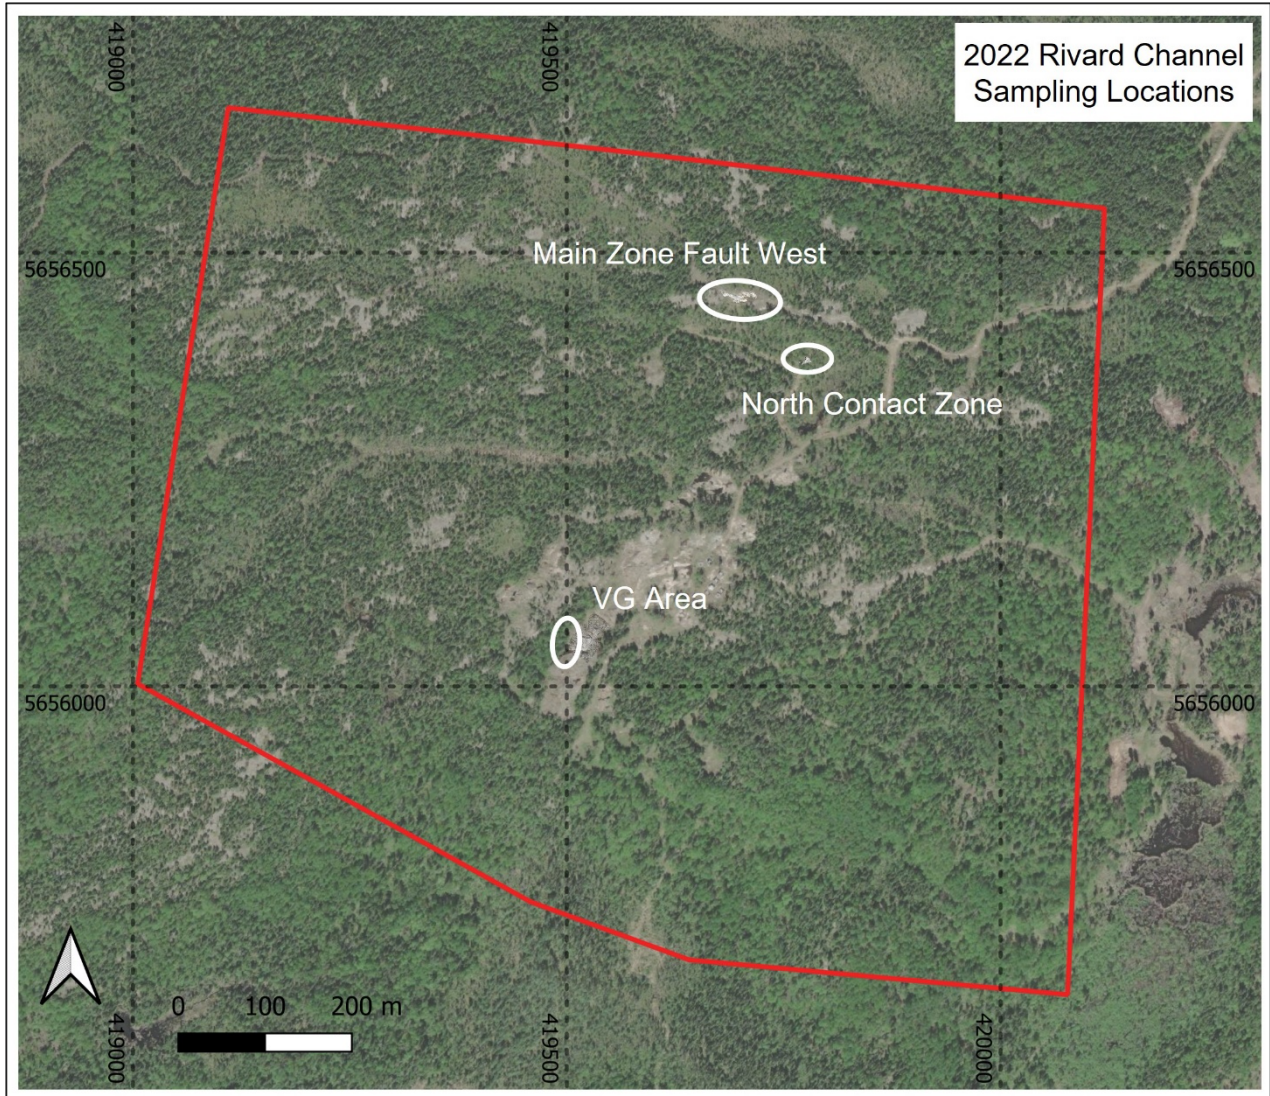 2022 Rivard Channel
Sampling Locations
419000
419500
Main Zone Fault West
5656500
5656500
North Contact Zone
VG Area
5656000
5656000
0 100 200 m
419000
419500
420000